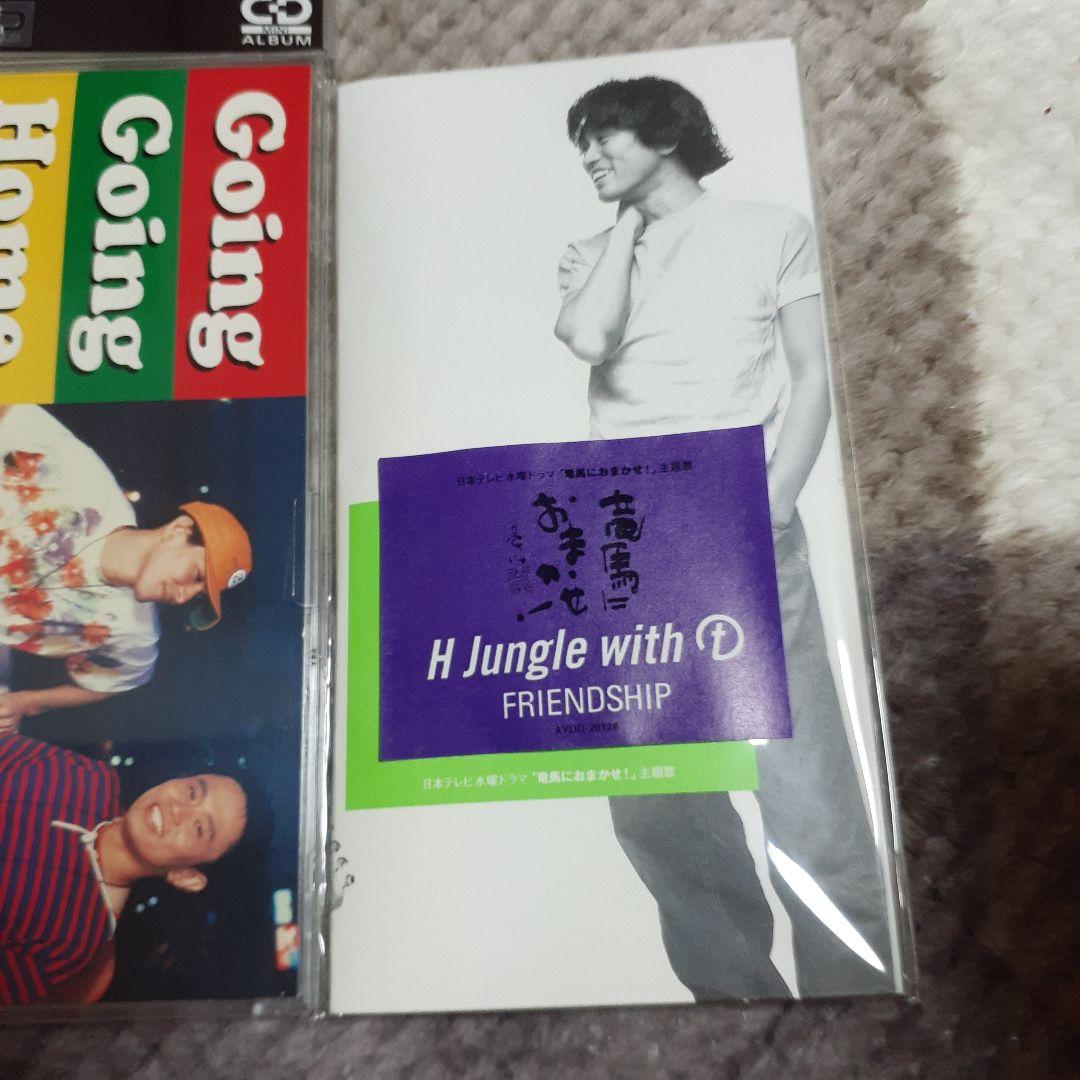 MINI
ALBUM
Going
Going
Home
日本テレビ水曜ドラマ「竜馬におまかせ!」主題歌
竜馬に
おまかせ!
H Jungle with t
FRIENDSHIP
日本テレビ水曜ドラマ「竜馬におまかせ!」主題歌